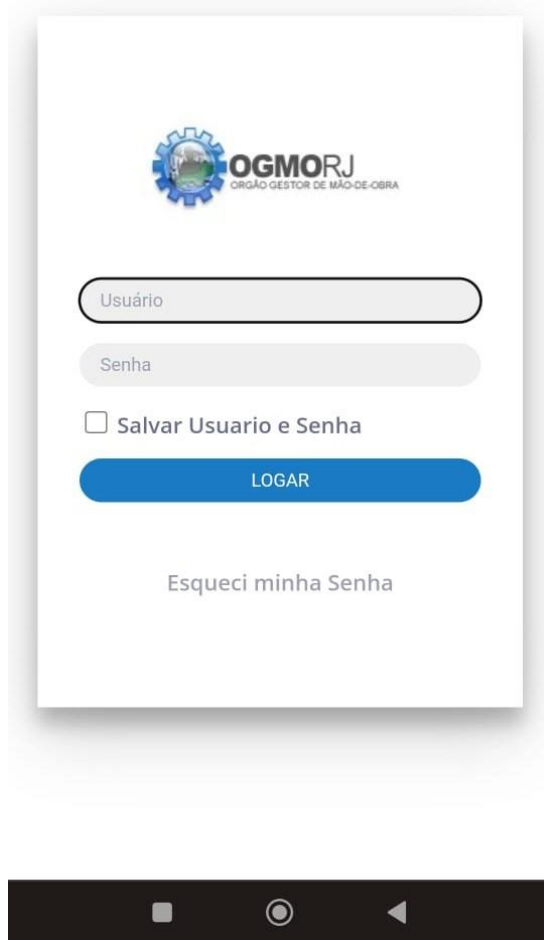 OGMORJ
ORGÃO GESTOR DE MÃO-DE-OBRA
Usuário
Senha
Salvar Usuario e Senha
LOGAR
Esqueci minha Senha